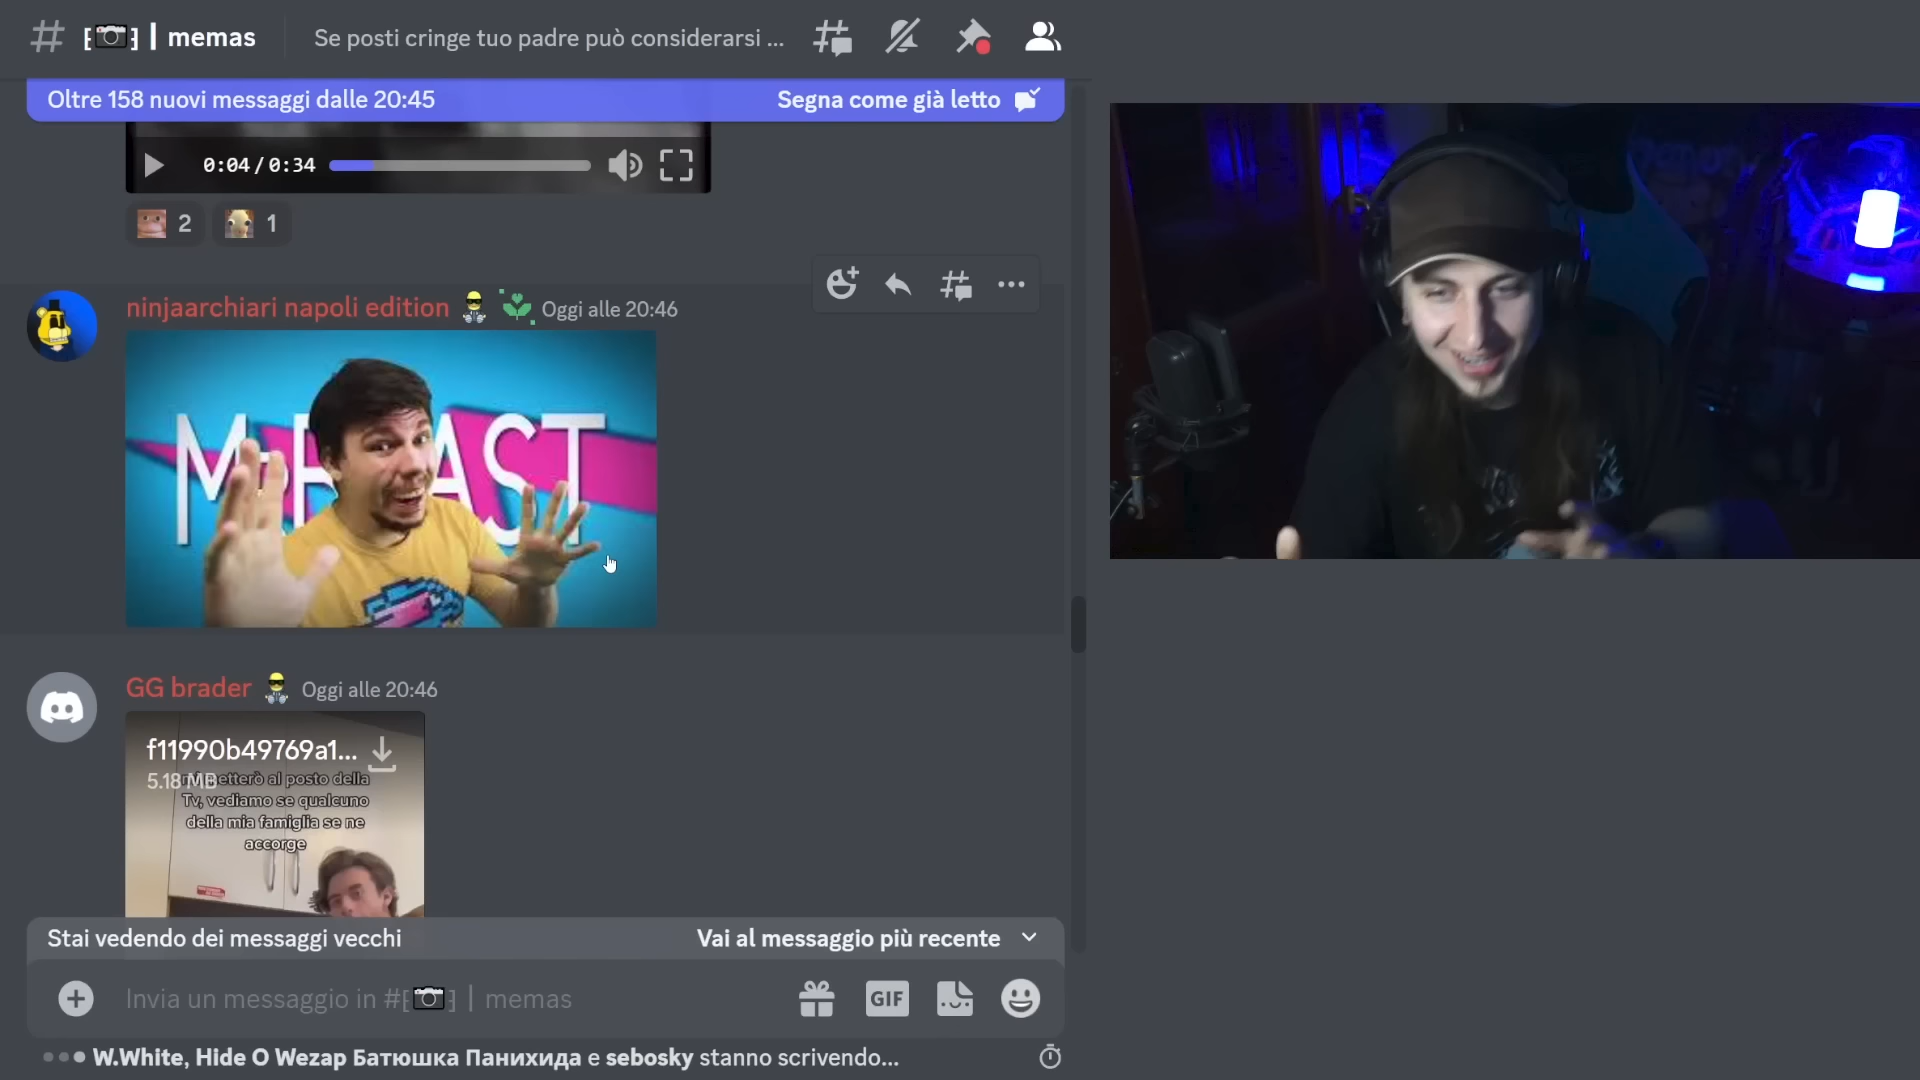 [📷] | memas
Se posti cringe tuo padre può considerarsi ...
Oltre 158 nuovi messaggi dalle 20:45
Segna come già letto
0:04/0:34
2
1
ninjaarchiari napoli edition
Oggi alle 20:46
GG brader
Oggi alle 20:46
f11990b49769a1...
5.18 MB
Tv, vediamo se qualcuno
della mia famiglia se ne
accorge
Stai vedendo dei messaggi vecchi
Vai al messaggio più recente
Invia un messaggio in #[📷] | memas
GIF
W.White, Hide O Wezap Батюшка Панихида e sebosky stanno scrivendo...